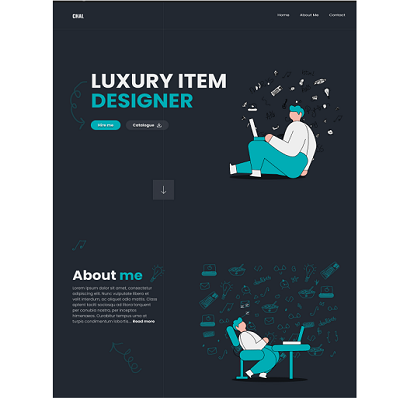 CHAL
Home About Me Contact
LUXURY ITEM
DESIGNER
Hire me Catalogue
About me
Lorem ipsum dolor sit amet, consectetur
adipiscing elit. Nunc vulputate libero et
velit interdum, ac aliquet odio mattis. Class
aptent taciti sociosqu ad litora torquent
per conubia nostra, per inceptos
himenaeos. Curabitur tempus urna at
turpis condimentum lobortis... Read more